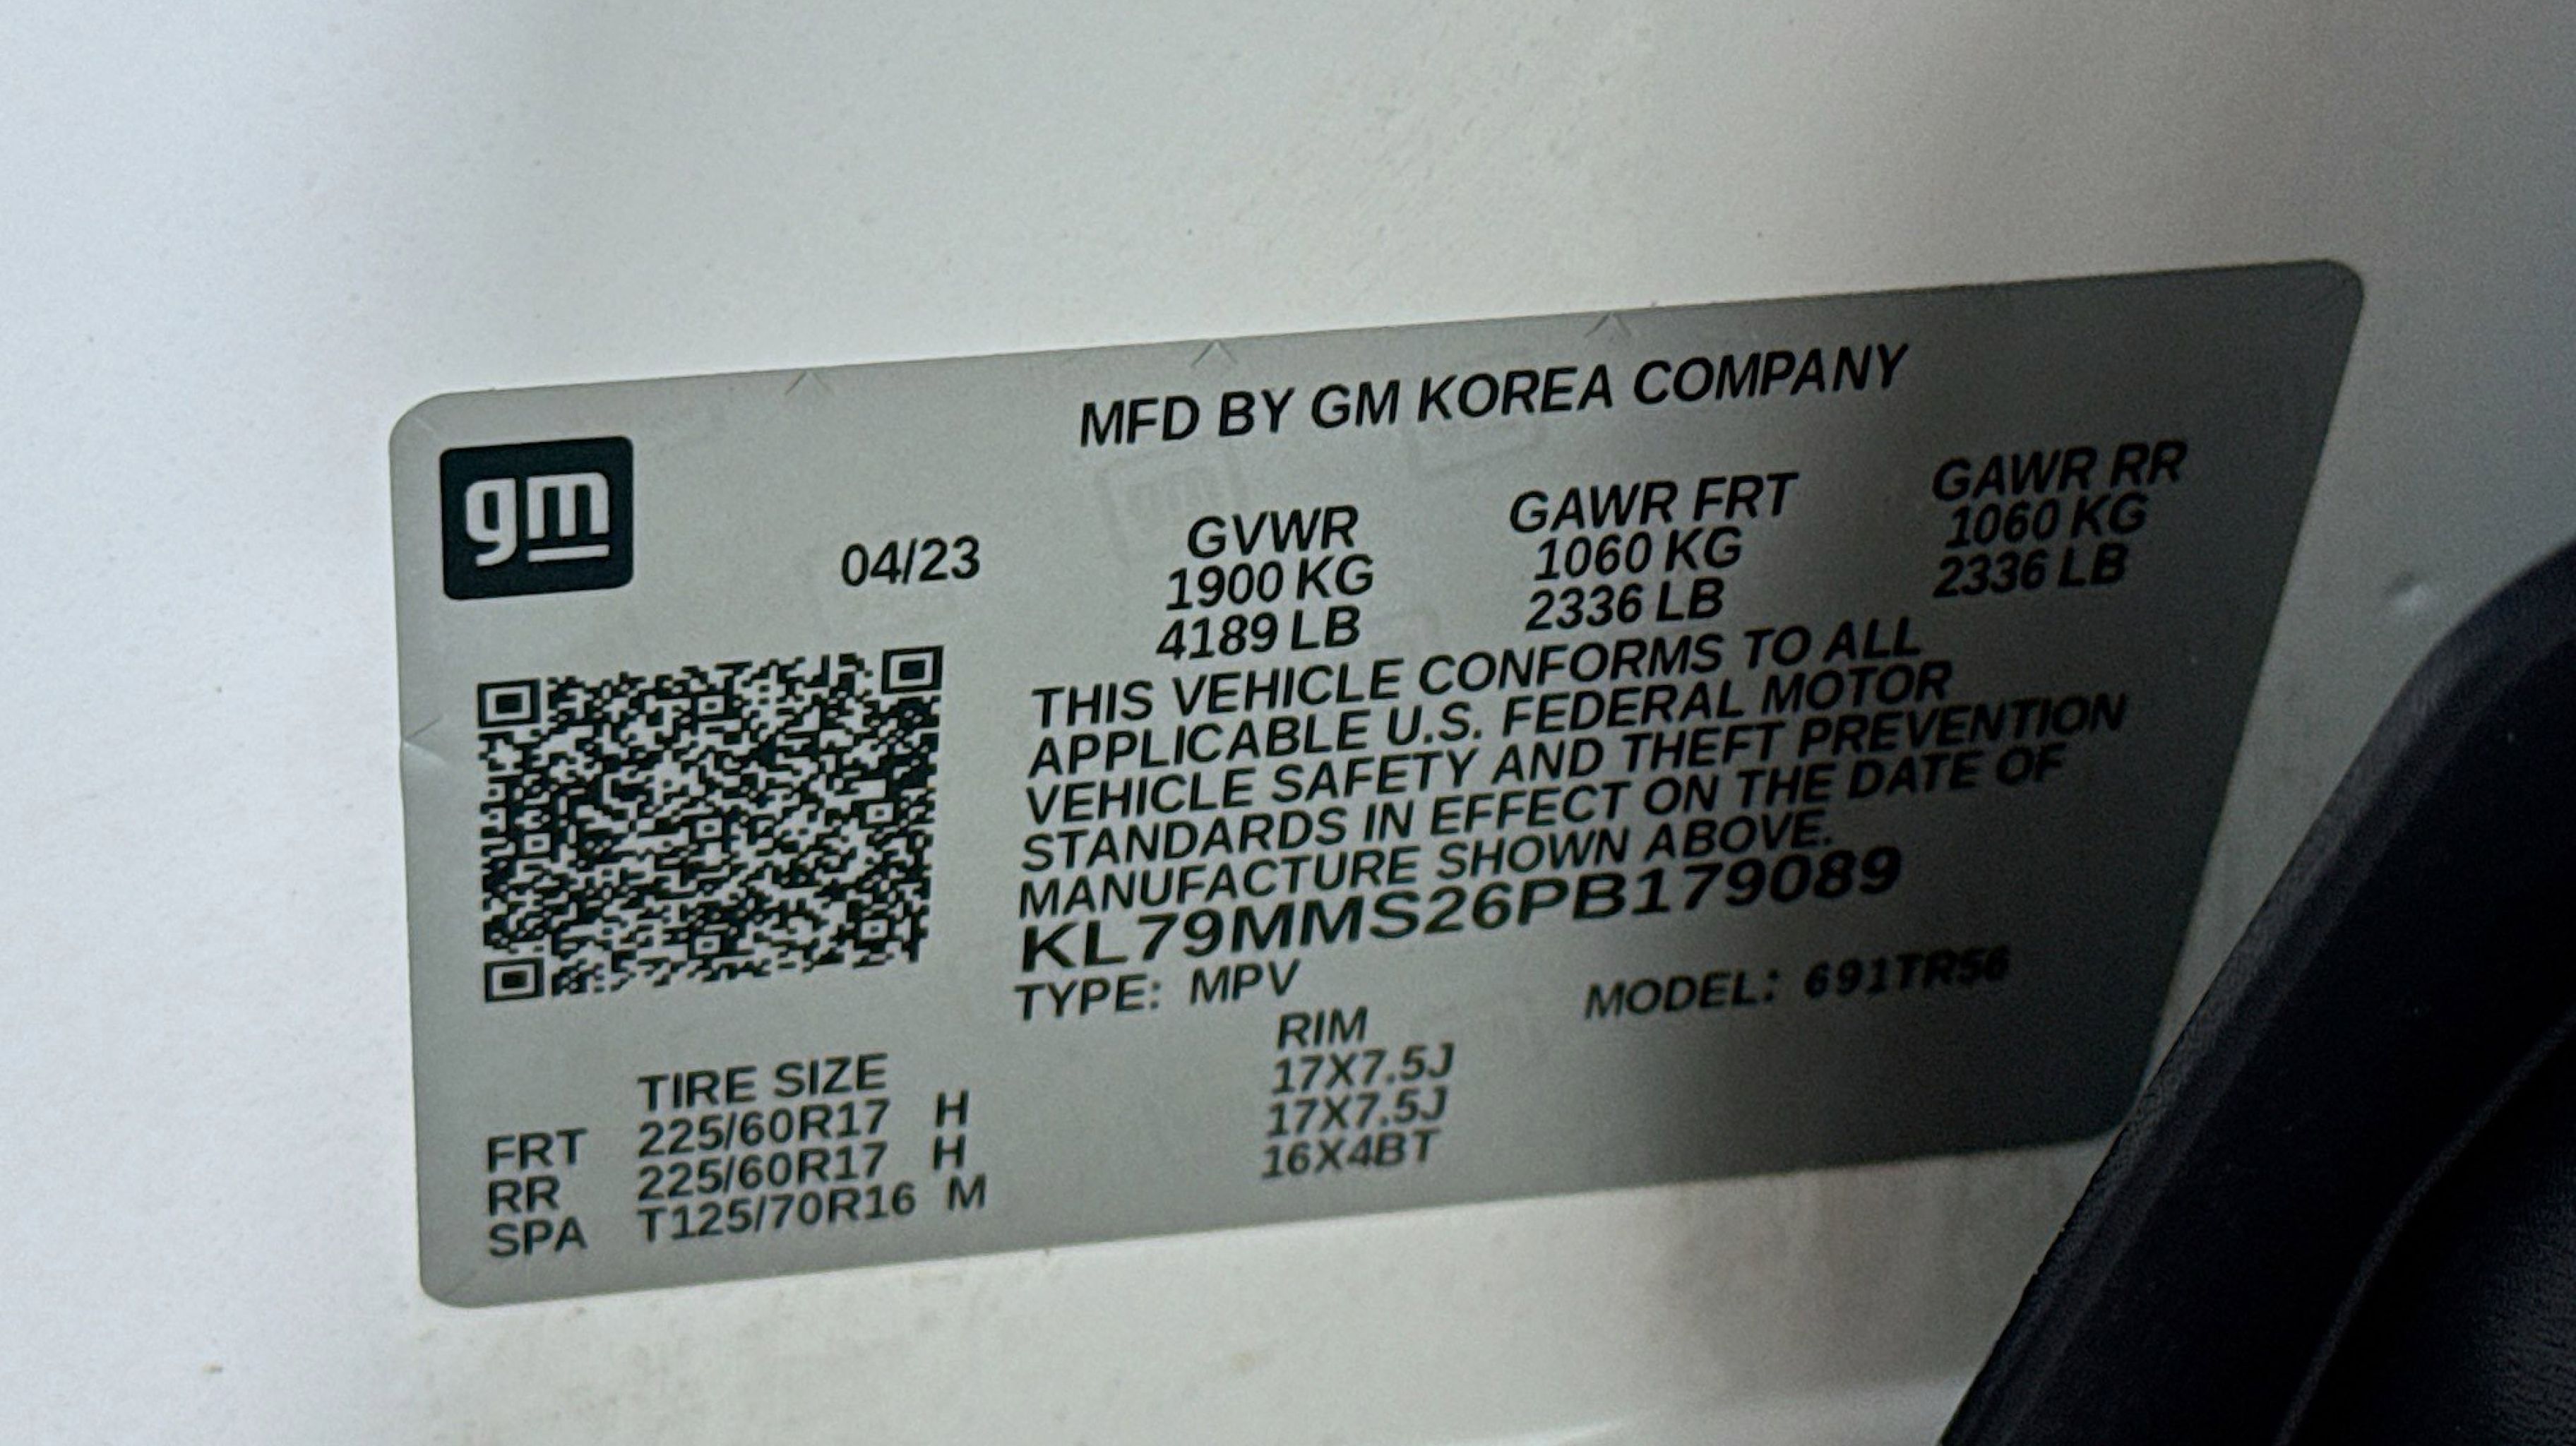 gm
MFD BY GM KOREA COMPANY
04/23
GVWR GAWR FRT GAWR RR
1900 KG 1060 KG 1060 KG
4189 LB 2336 LB 2336 LB
THIS VEHICLE CONFORMS TO ALL
APPLICABLE U.S. FEDERAL MOTOR
VEHICLE SAFETY AND THEFT PREVENTION
STANDARDS IN EFFECT ON THE DATE OF
MANUFACTURE SHOWN ABOVE.
KL79MMS26PB179089
TYPE: MPV MODEL: 691TR56
TIRE SIZE RIM
FRT 225/60R17 H 17X7.5J
RR 225/60R17 H 17X7.5J
SPA T125/70R16 M 16X4BT